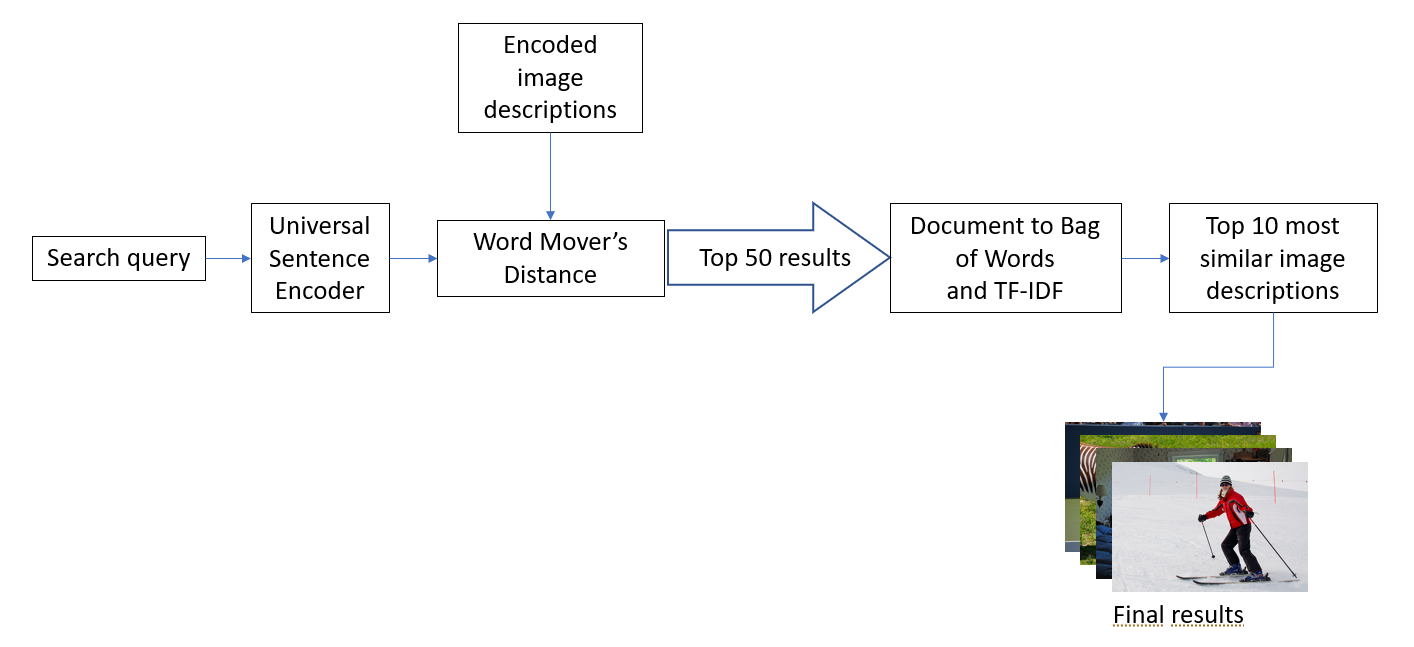 Encoded
image
descriptions
Search query
Universal
Sentence
Encoder
Word Mover's
Distance
Top 50 results
Document to Bag
of Words
and TF-IDF
Top 10 most
similar image
descriptions
Final results